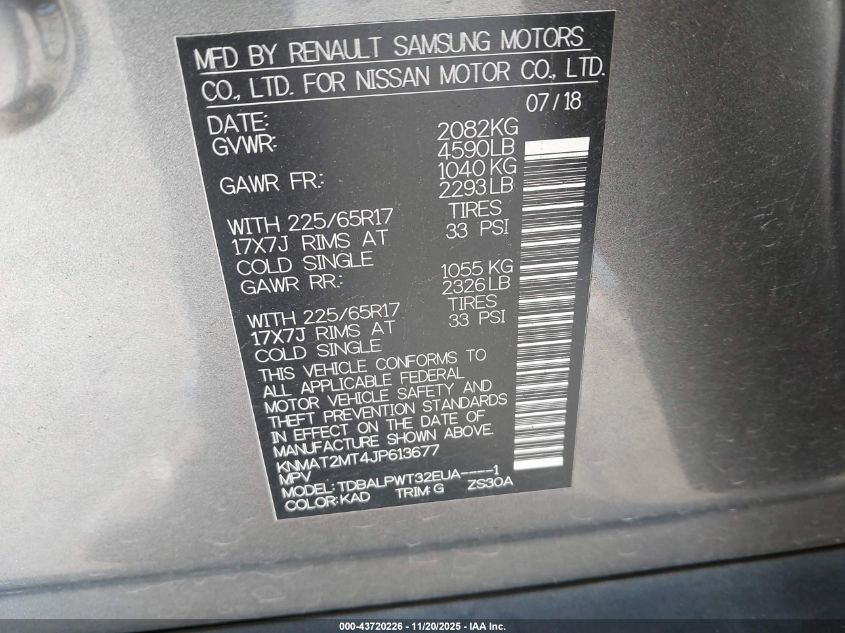 MFD BY RENAULT SAMSUNG MOTORS
CO., LTD. FOR NISSAN MOTOR CO., LTD.
DATE: 07/18
GVWR: 2082KG
4590LB
GAWR FR.: 1040KG
2293LB
WITH 225/65R17 TIRES
17X7J RIMS AT 33 PSI
COLD SINGLE
GAWR RR.: 1055KG
2326LB
WITH 225/65R17 TIRES
17X7J RIMS AT 33 PSI
COLD SINGLE
THIS VEHICLE CONFORMS TO
ALL APPLICABLE FEDERAL
MOTOR VEHICLE SAFETY AND
THEFT PREVENTION STANDARDS
IN EFFECT ON THE DATE OF
MANUFACTURE SHOWN ABOVE.
KNMAT2MT4JP613677
MPV
MODEL: TDBALPWT32EUA----1
COLOR: KAD TRIM: G ZS30A
000-43720226 - 11/20/2025 - IAA Inc.